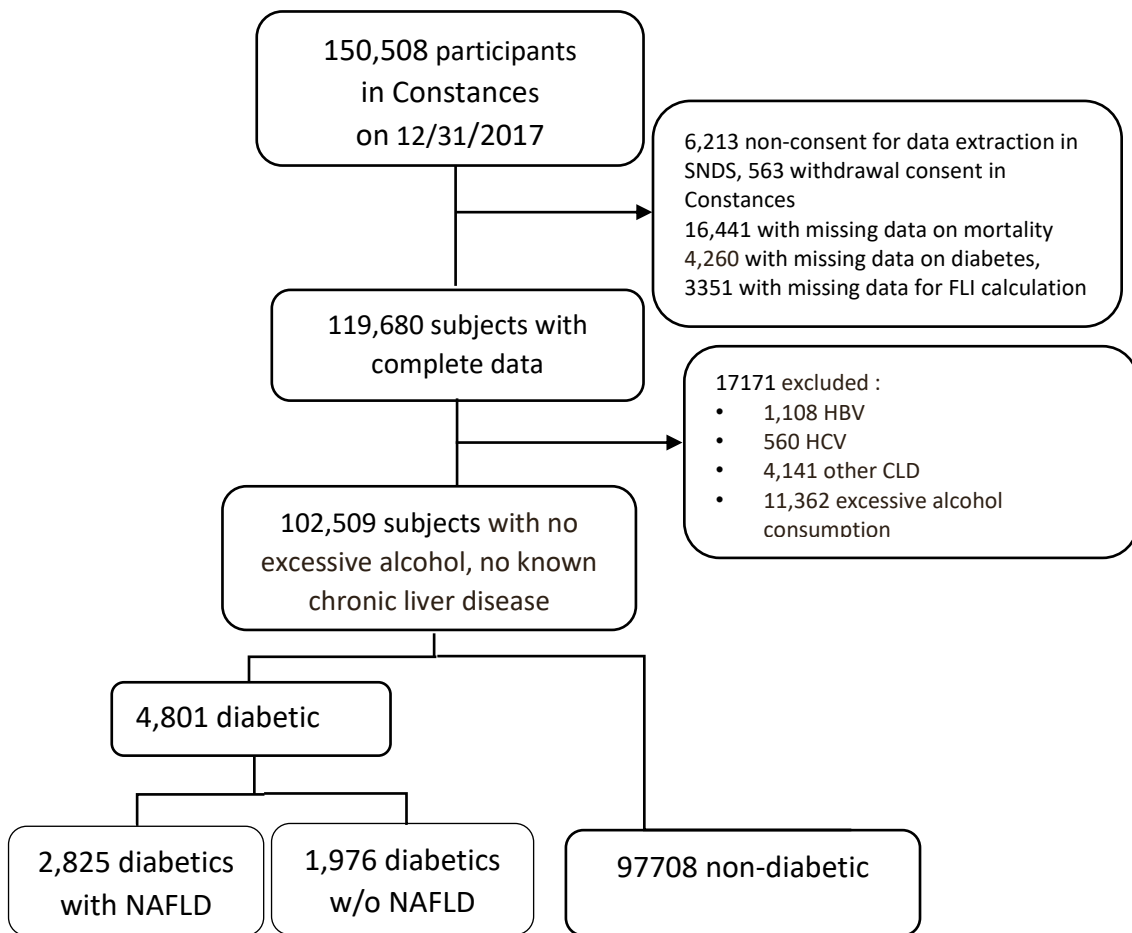 150,508 participants
in Constances
on 12/31/2017
6,213 non-consent for data extraction in
SNDS, 563 withdrawal consent in
Constances
16,441 with missing data on mortality
4,260 with missing data on diabetes,
3351 with missing data for FLI calculation
119,680 subjects with
complete data
17171 excluded :
• 1,108 HBV
• 560 HCV
• 4,141 other CLD
• 11,362 excessive alcohol
consumption
102,509 subjects with no
excessive alcohol, no known
chronic liver disease
4,801 diabetic
2,825 diabetics
with NAFLD
1,976 diabetics
w/o NAFLD
97708 non-diabetic